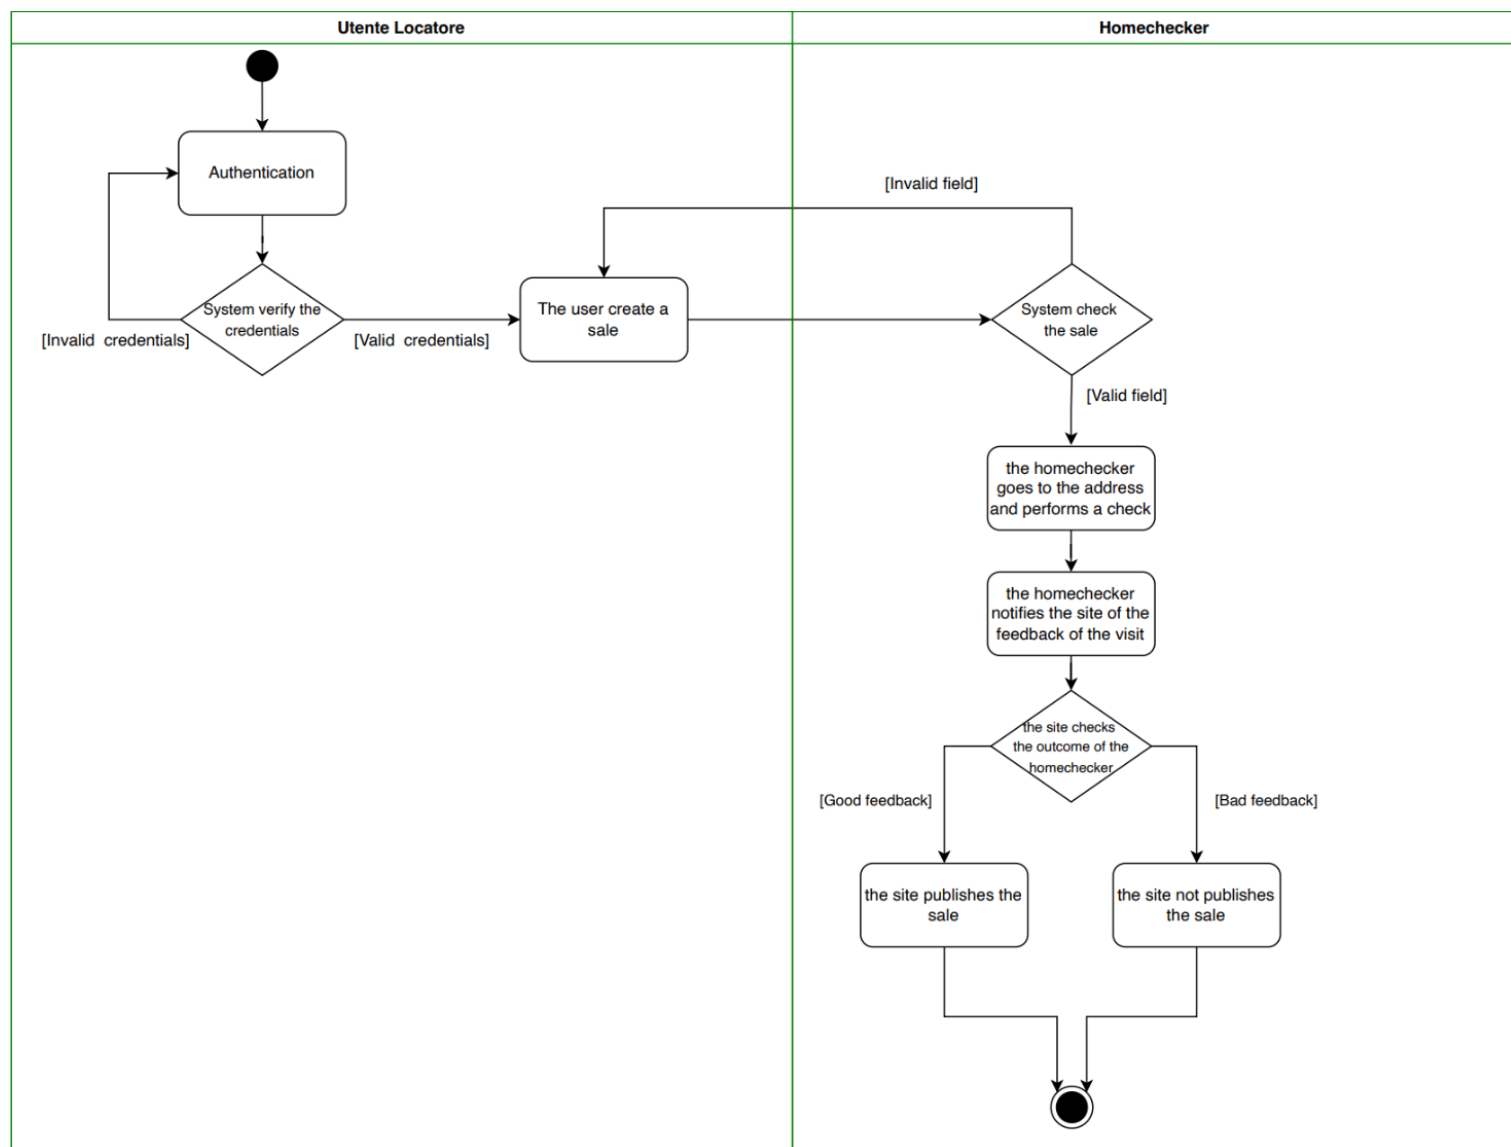 Utente Locatore
Homechecker
Authentication
[Invalid field]
System verify the
credentials
[Invalid  credentials]
[Valid  credentials]
The user create a
sale
System check
the sale
[Valid field]
the homechecker
goes to the address
and performs a check
the homechecker
notifies the site of the
feedback of the visit
the site checks
the outcome of the
homechecker
[Good feedback]
[Bad feedback]
the site publishes the
sale
the site not publishes
the sale